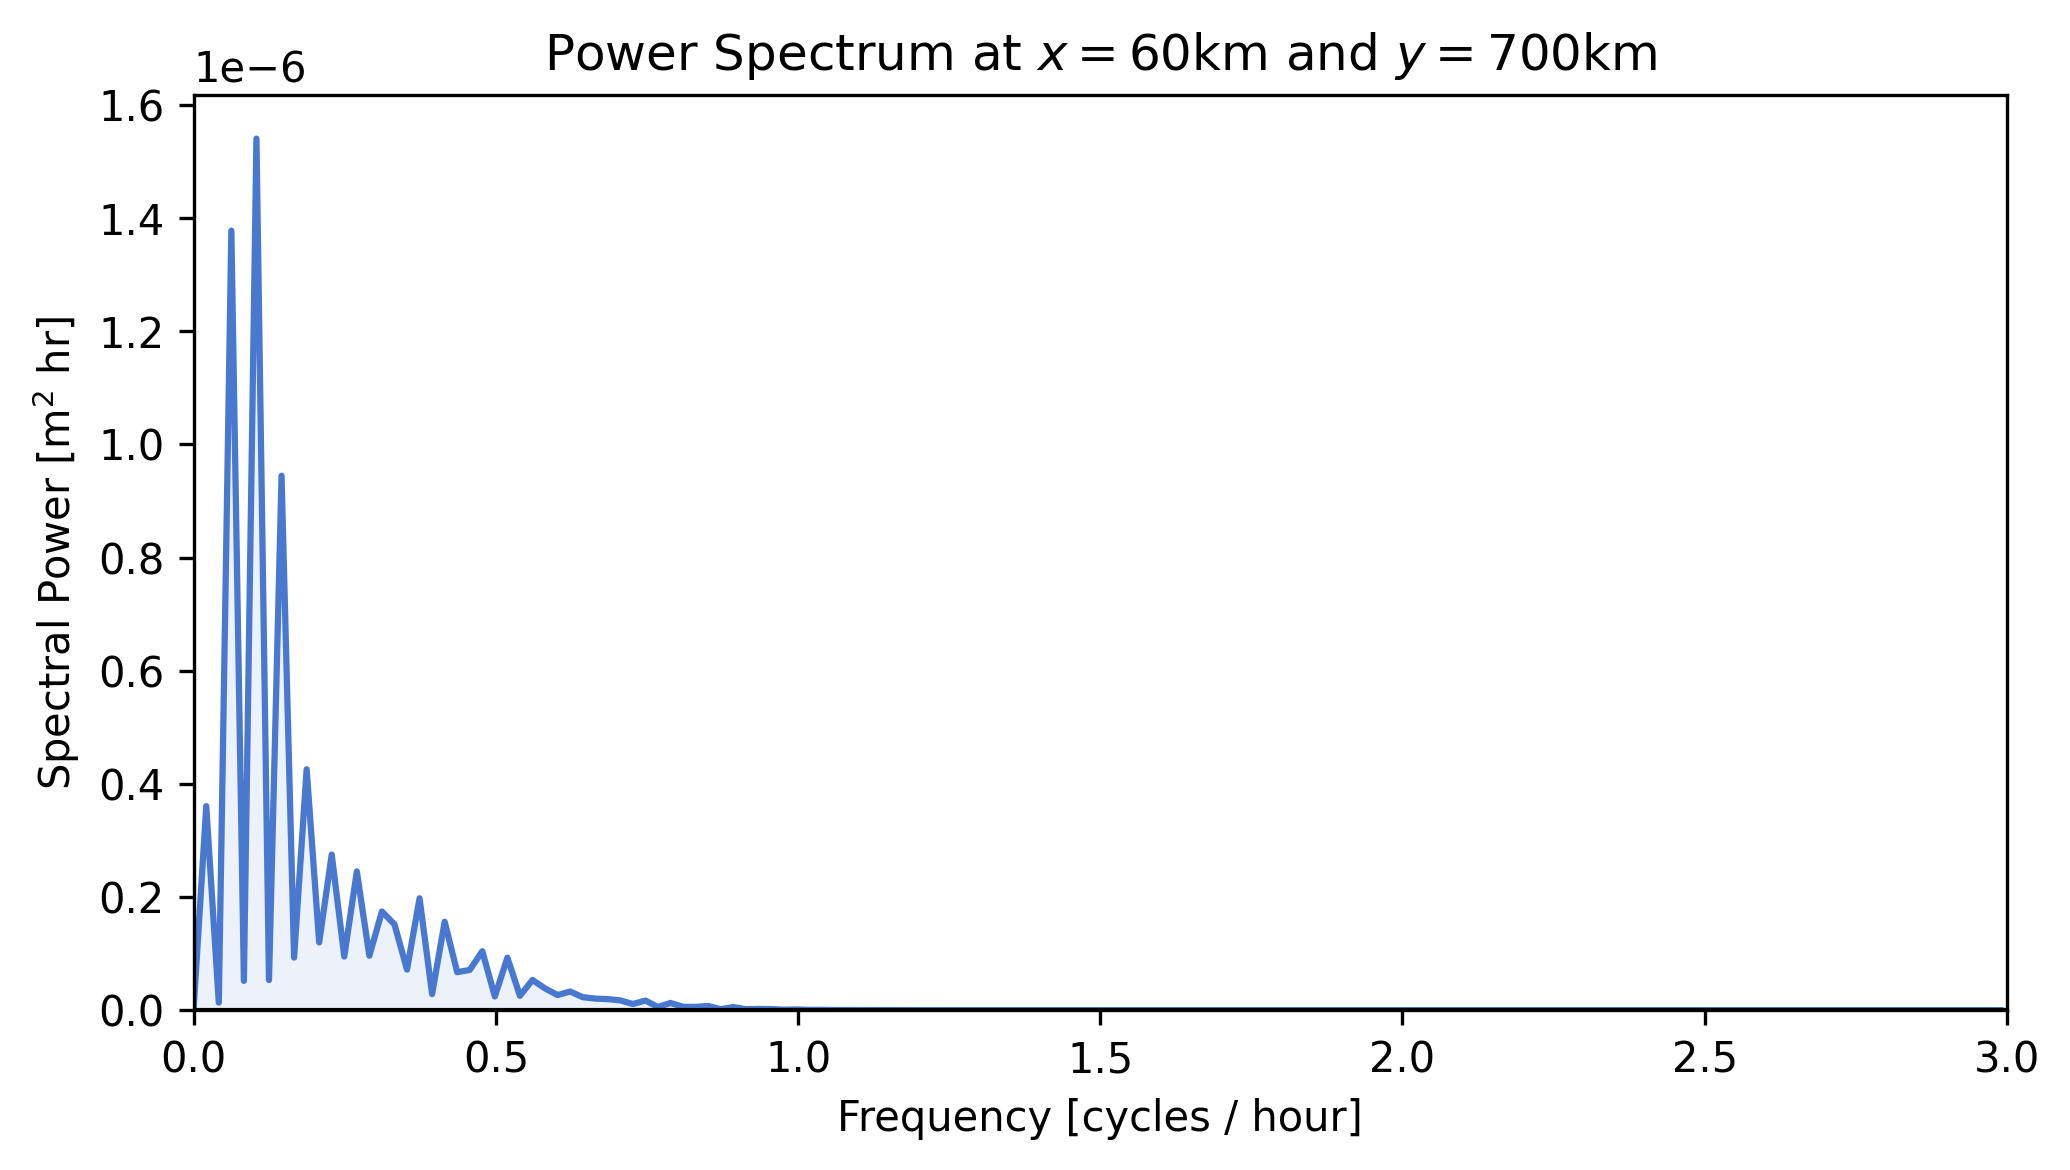 Power Spectrum at x = 60km and y = 700km
1e−6
1.6
1.4
1.2
1.0
0.8
0.6
0.4
0.2
0.0
Spectral Power [m² hr]
0.0 0.5 1.0 1.5 2.0 2.5 3.0
Frequency [cycles / hour]